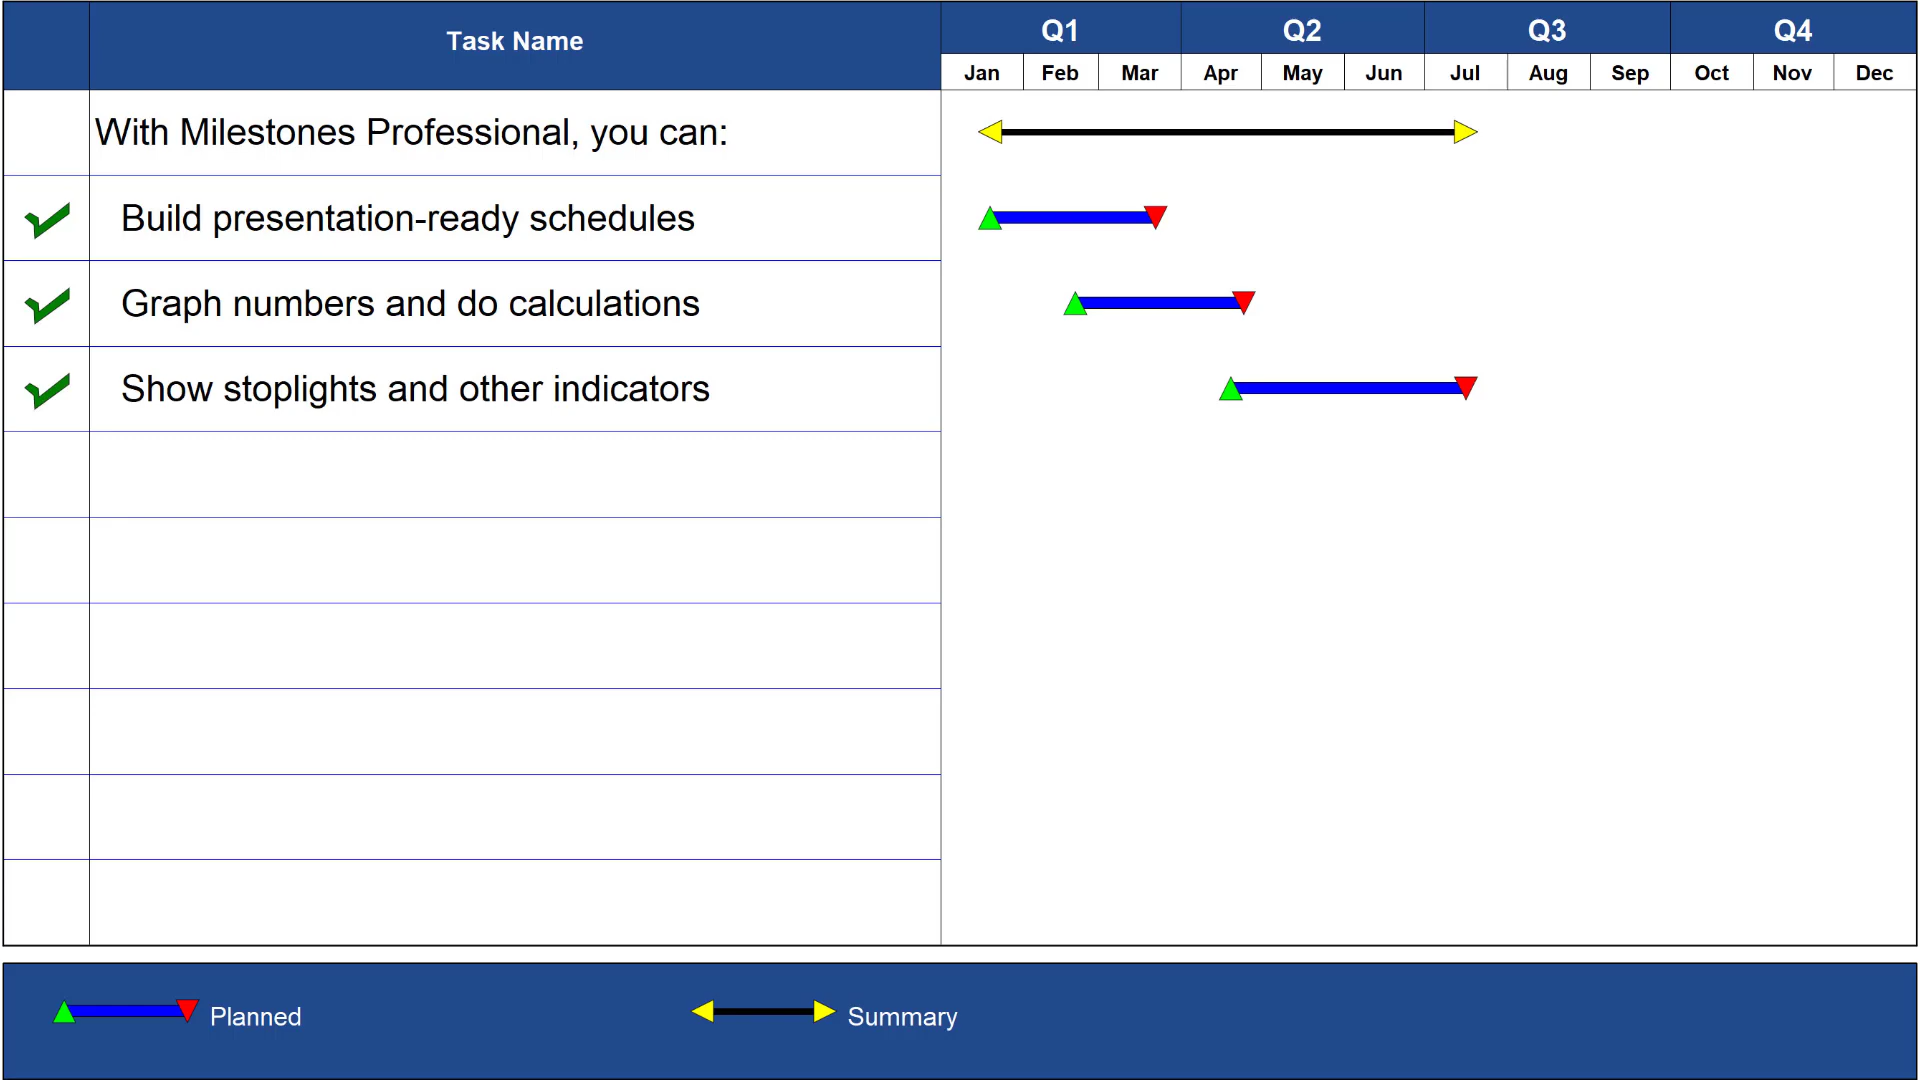 Task Name
Q1 Q2 Q3 Q4
Jan Feb Mar Apr May Jun Jul Aug Sep Oct Nov Dec
With Milestones Professional, you can:
Build presentation-ready schedules
Graph numbers and do calculations
Show stoplights and other indicators
Planned Summary